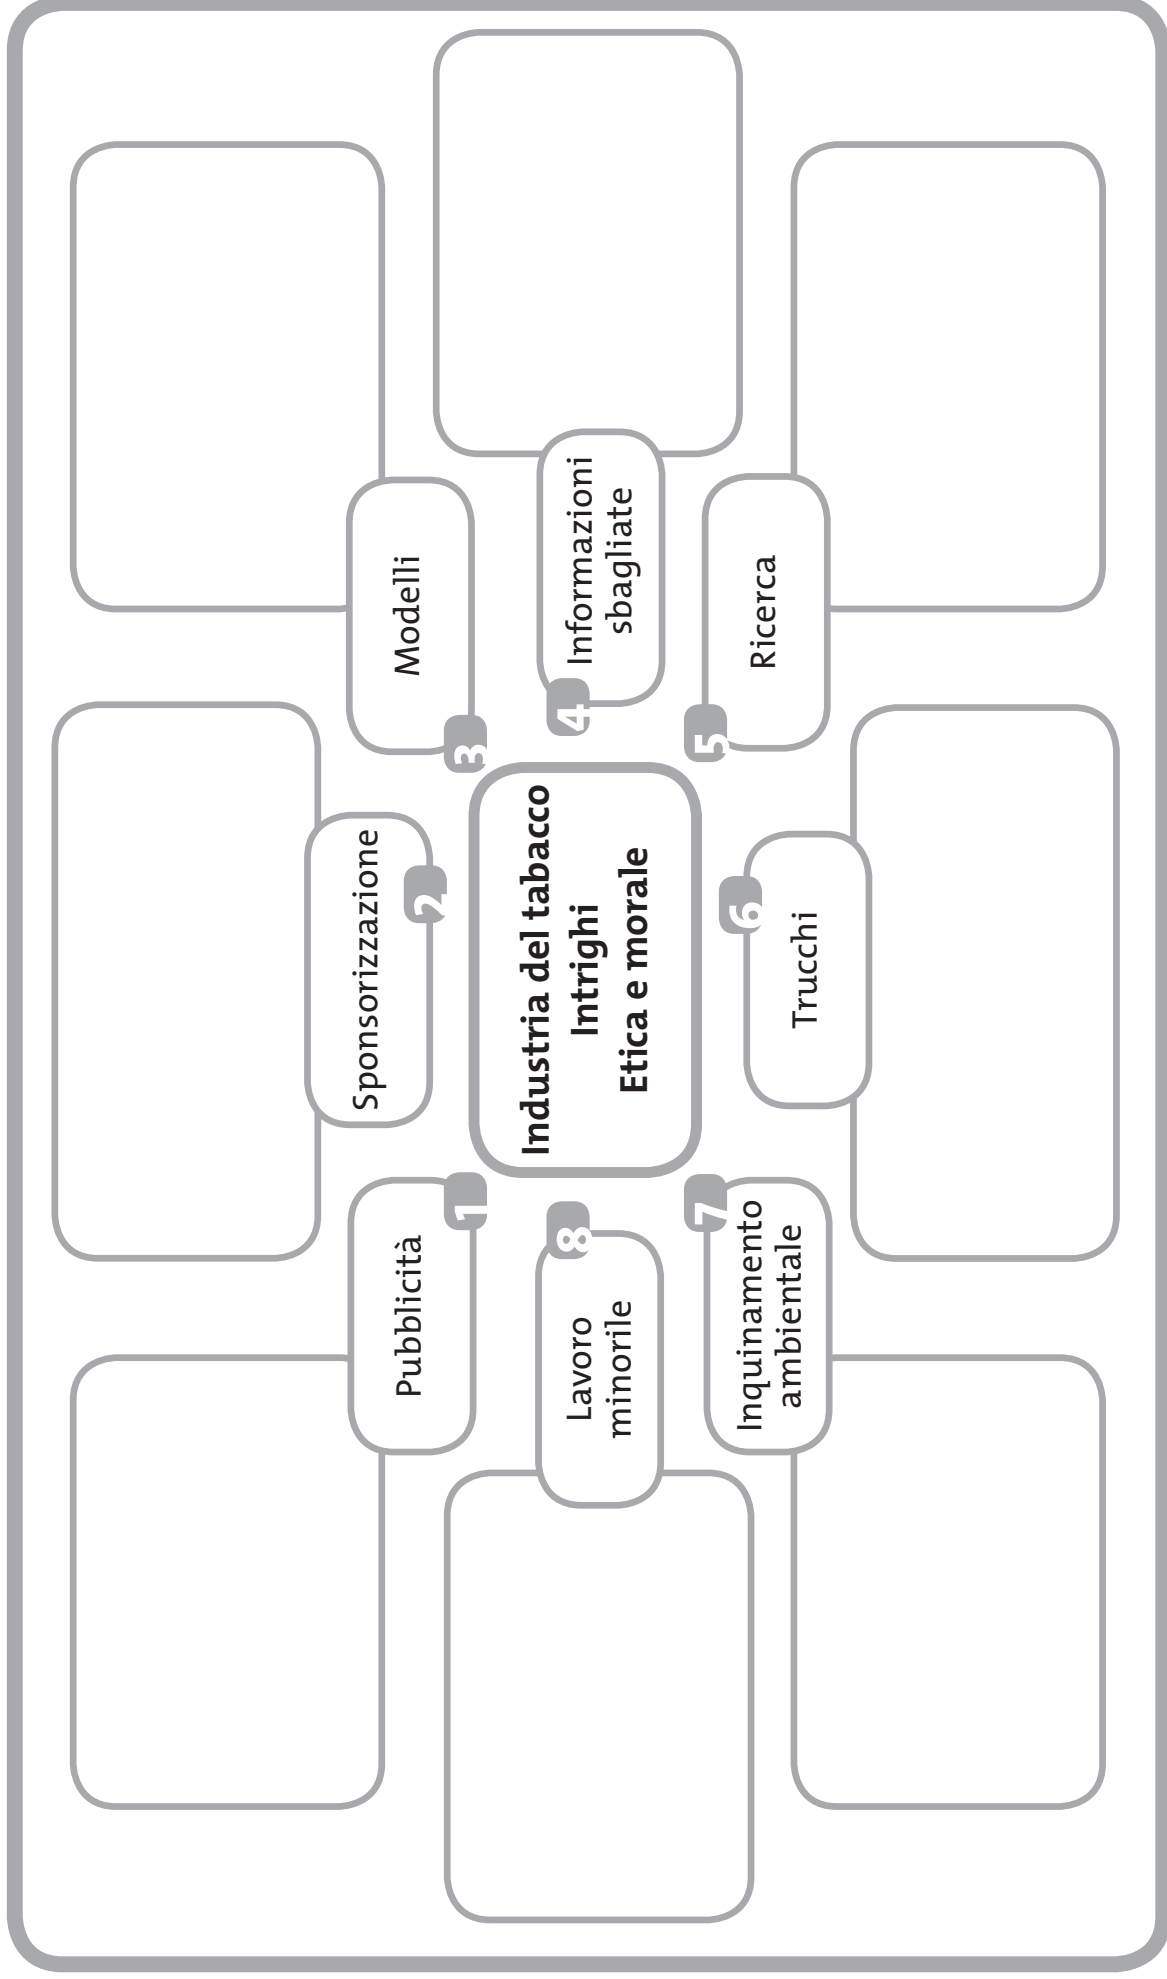 Industria del tabacco
Intrighi
Etica e morale
1
Pubblicità
2
Sponsorizzazione
3
Modelli
4
Informazioni
sbagliate
5
Ricerca
6
Trucchi
7
Inquinamento
ambientale
8
Lavoro
minorile